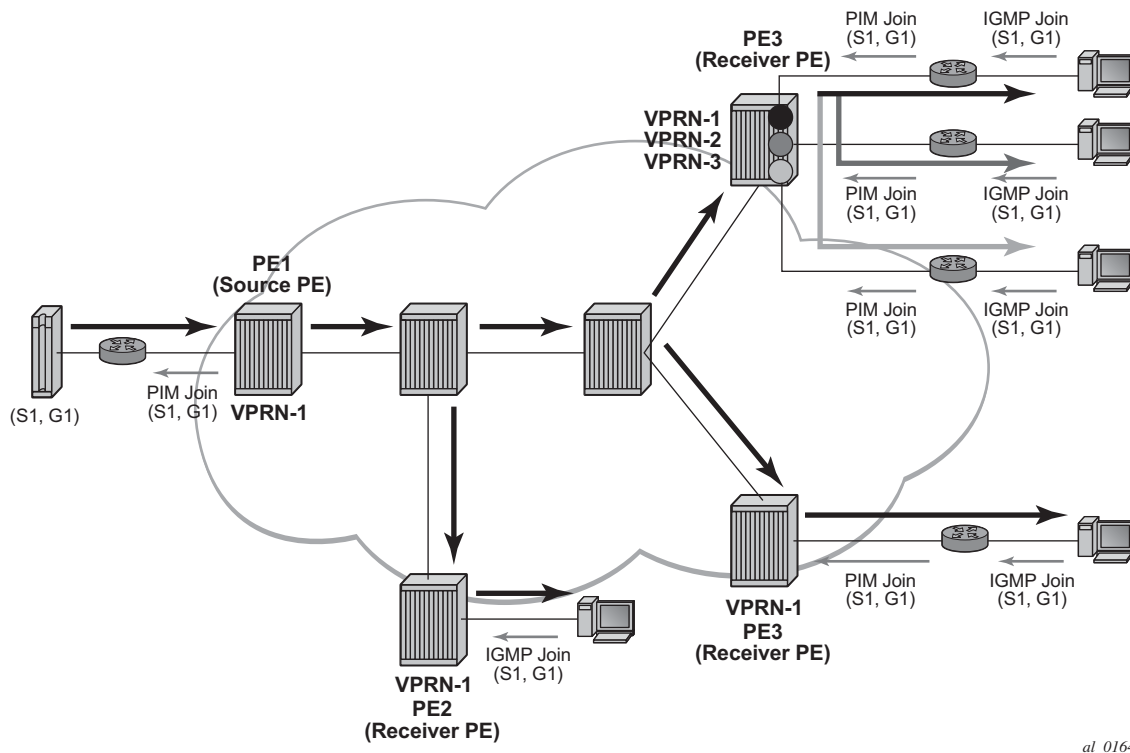 PIM Join
(S1, G1)
IGMP Join
(S1, G1)
PE3
(Receiver PE)
VPRN-1
VPRN-2
VPRN-3
PIM Join
(S1, G1)
IGMP Join
(S1, G1)
PIM Join
(S1, G1)
IGMP Join
(S1, G1)
PE1
(Source PE)
(S1, G1)
PIM Join
(S1, G1)
VPRN-1
PIM Join
(S1, G1)
IGMP Join
(S1, G1)
VPRN-1
PE3
(Receiver PE)
IGMP Join
(S1, G1)
VPRN-1
PE2
(Receiver PE)
al_0164